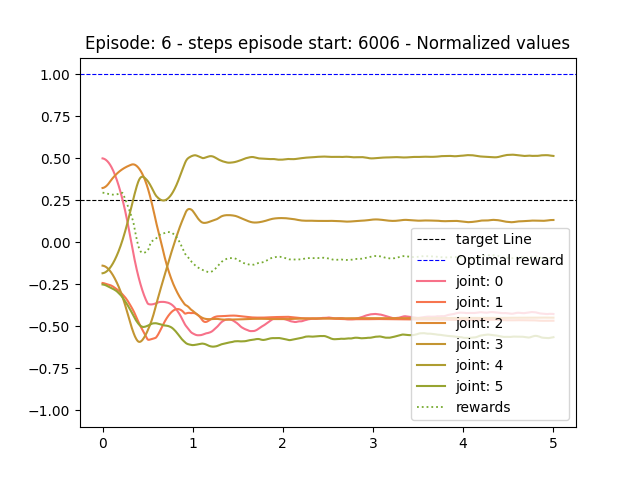 Episode: 6 - steps episode start: 6006 - Normalized values
1.00
0.75
0.50
0.25
0.00
−0.25
−0.50
−0.75
−1.00
target Line
Optimal reward
joint: 0
joint: 1
joint: 2
joint: 3
joint: 4
joint: 5
rewards
0 1 2 3 4 5